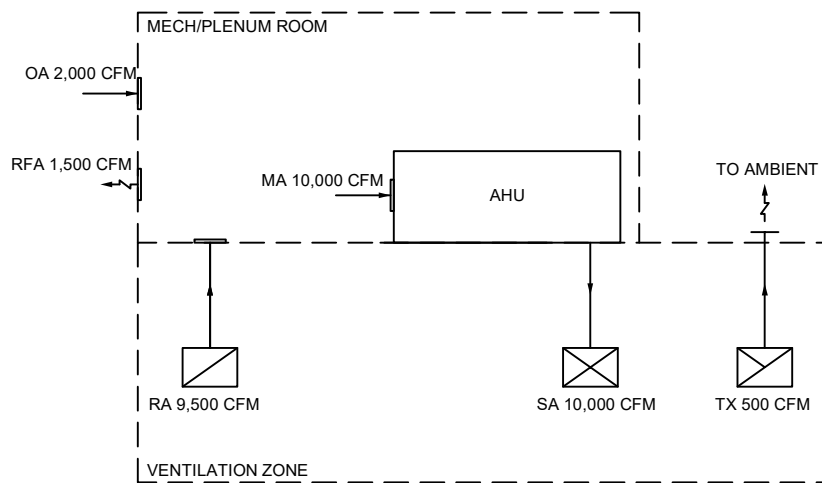 MECH/PLENUM ROOM
OA 2,000 CFM
RFA 1,500 CFM
MA 10,000 CFM
AHU
TO AMBIENT
RA 9,500 CFM
SA 10,000 CFM
TX 500 CFM
VENTILATION ZONE